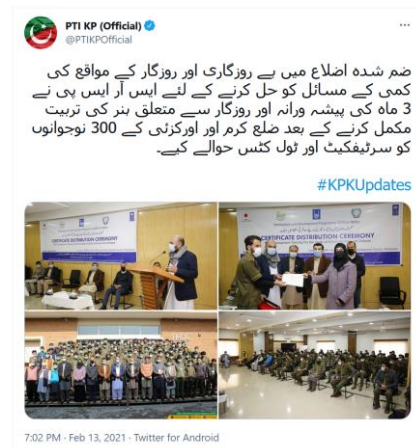 PTI KP (Official)
@PTIKPOfficial
ضم شدہ اضلاع میں بے روزگاری اور روزگار کے مواقع کی
کمی کے مسائل کو حل کرنے کے لئے ایس آر ایس پی نے
3 ماہ کی پیشہ ورانہ اور روزگار سے متعلق ہنر کی تربیت
مکمل کرنے کے بعد ضلع کرم اور اورکزئی کے 300 نوجوانوں
کو سرٹیفکیٹ اور ٹول کٹس حوالے کیے۔
#KPKUpdates
CERTIFICATE DISTRIBUTION CEREMONY
CERTIFICATE DISTRIBUTION CEREMONY
7:02 PM · Feb 13, 2021 · Twitter for Android